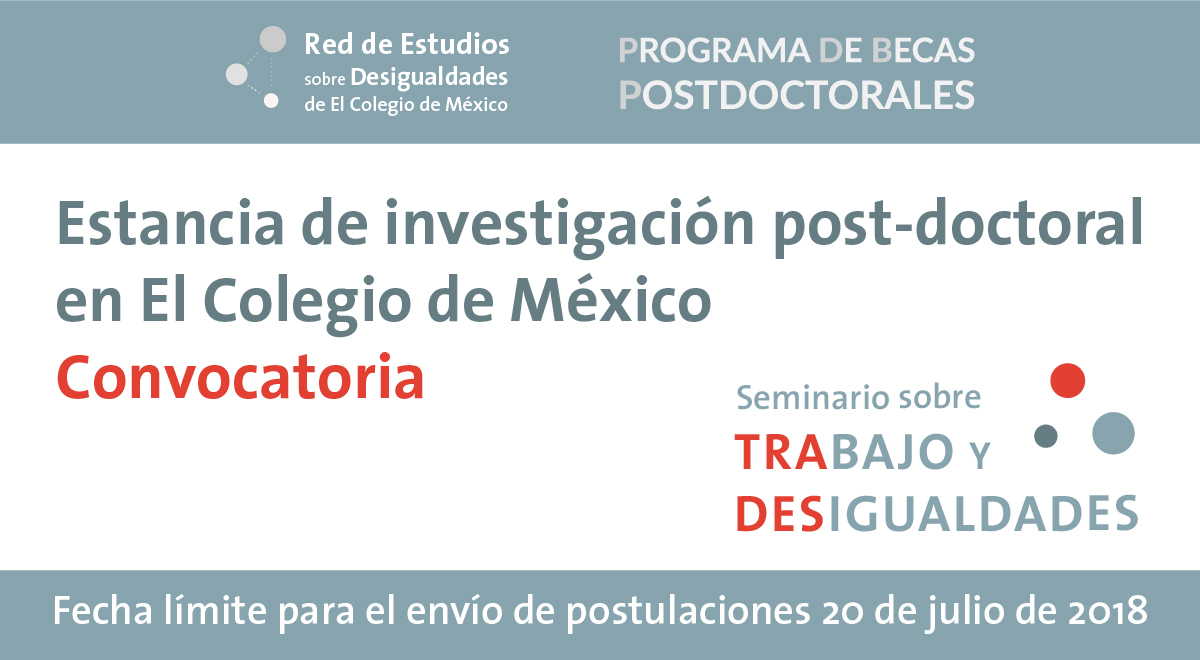 Red de Estudios
sobre Desigualdades
de El Colegio de México
PROGRAMA DE BECAS
POSTDOCTORALES
Estancia de investigación post-doctoral
en El Colegio de México
Convocatoria
Seminario sobre
TRABAJO Y
DESIGUALDADES
Fecha límite para el envío de postulaciones 20 de julio de 2018